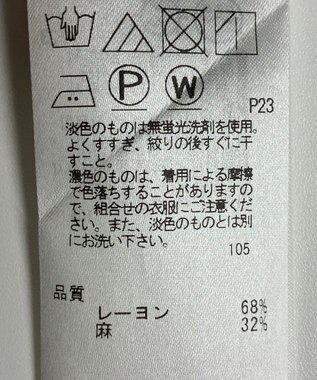 P
W
P23
淡色のものは無蛍光洗剤を使用。
よくすすぎ、絞りの後すぐに干
すこと。
濃色のものは、着用による摩擦
で色落ちすることがありますの
で、組合せの衣服にご注意くだ
さい。また、淡色のものとは別
にお洗い下さい。
105
品質
レーヨン 68%
麻 32%